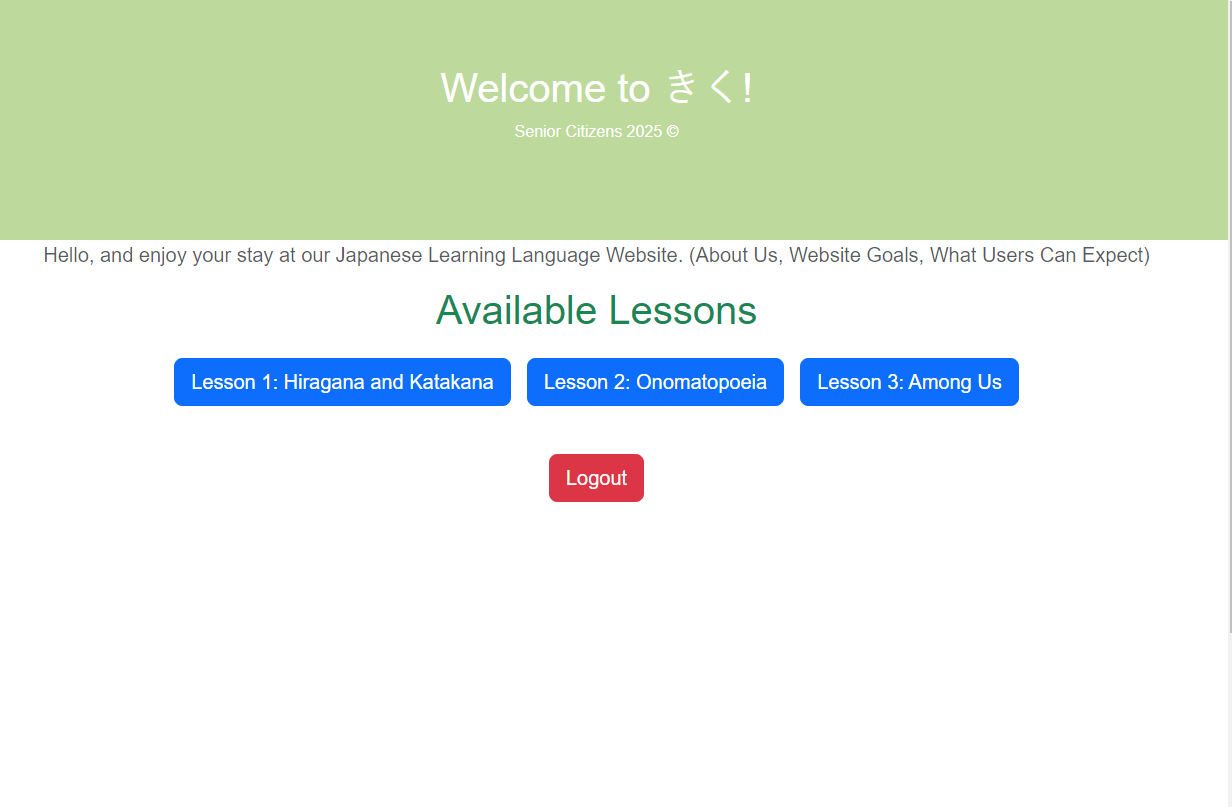 Welcome to きく!
Senior Citizens 2025 ©
Hello, and enjoy your stay at our Japanese Learning Language Website. (About Us, Website Goals, What Users Can Expect)
Available Lessons
Lesson 1: Hiragana and Katakana
Lesson 2: Onomatopoeia
Lesson 3: Among Us
Logout